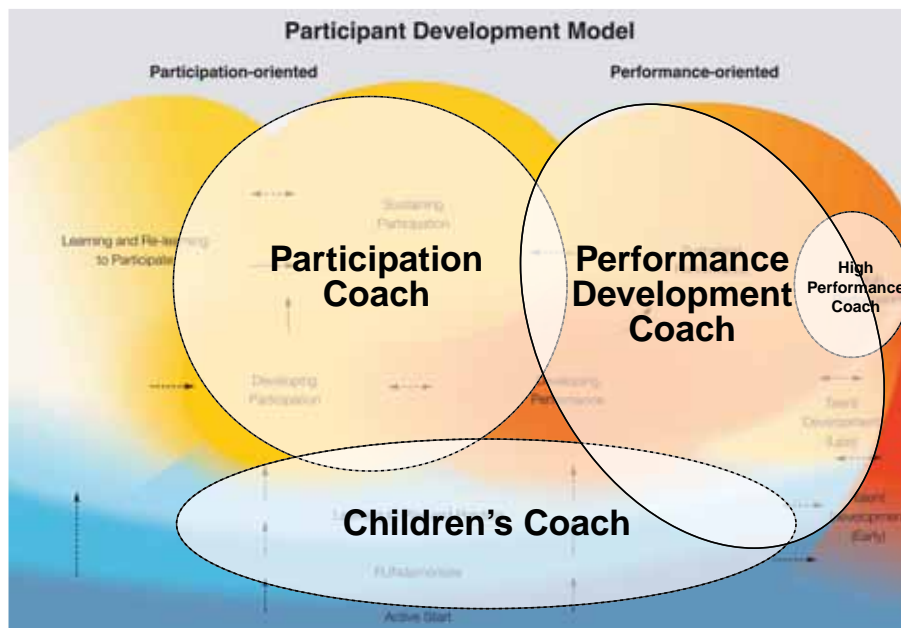 Participant Development Model
Participation-oriented
Performance-oriented
Sustaining
Participation
Learning and Re-learning
to Participate
Participation
Coach
Performance
Development
Coach
High
Performance
Coach
Developing
Participation
Developing
Performance
Talent
Development
(Late)
Children's Coach
Talent
Development
(Early)
FUNdamentals
Active Start